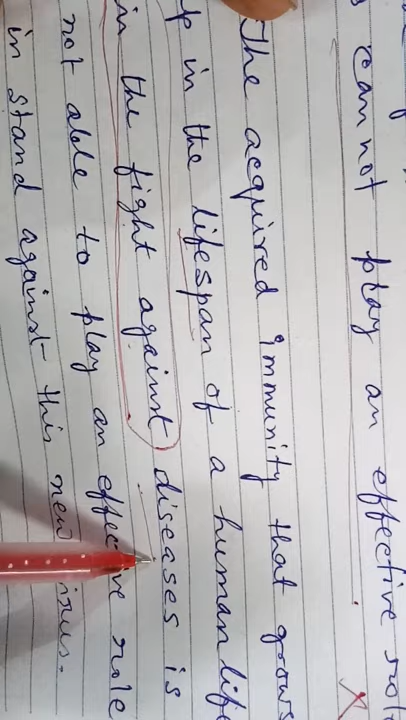 cannot play an effective role
The acquired immunity that grows
up in the lifespan of a human life
in the fight against diseases is
not able to play an effective role
in stand against this new virus.